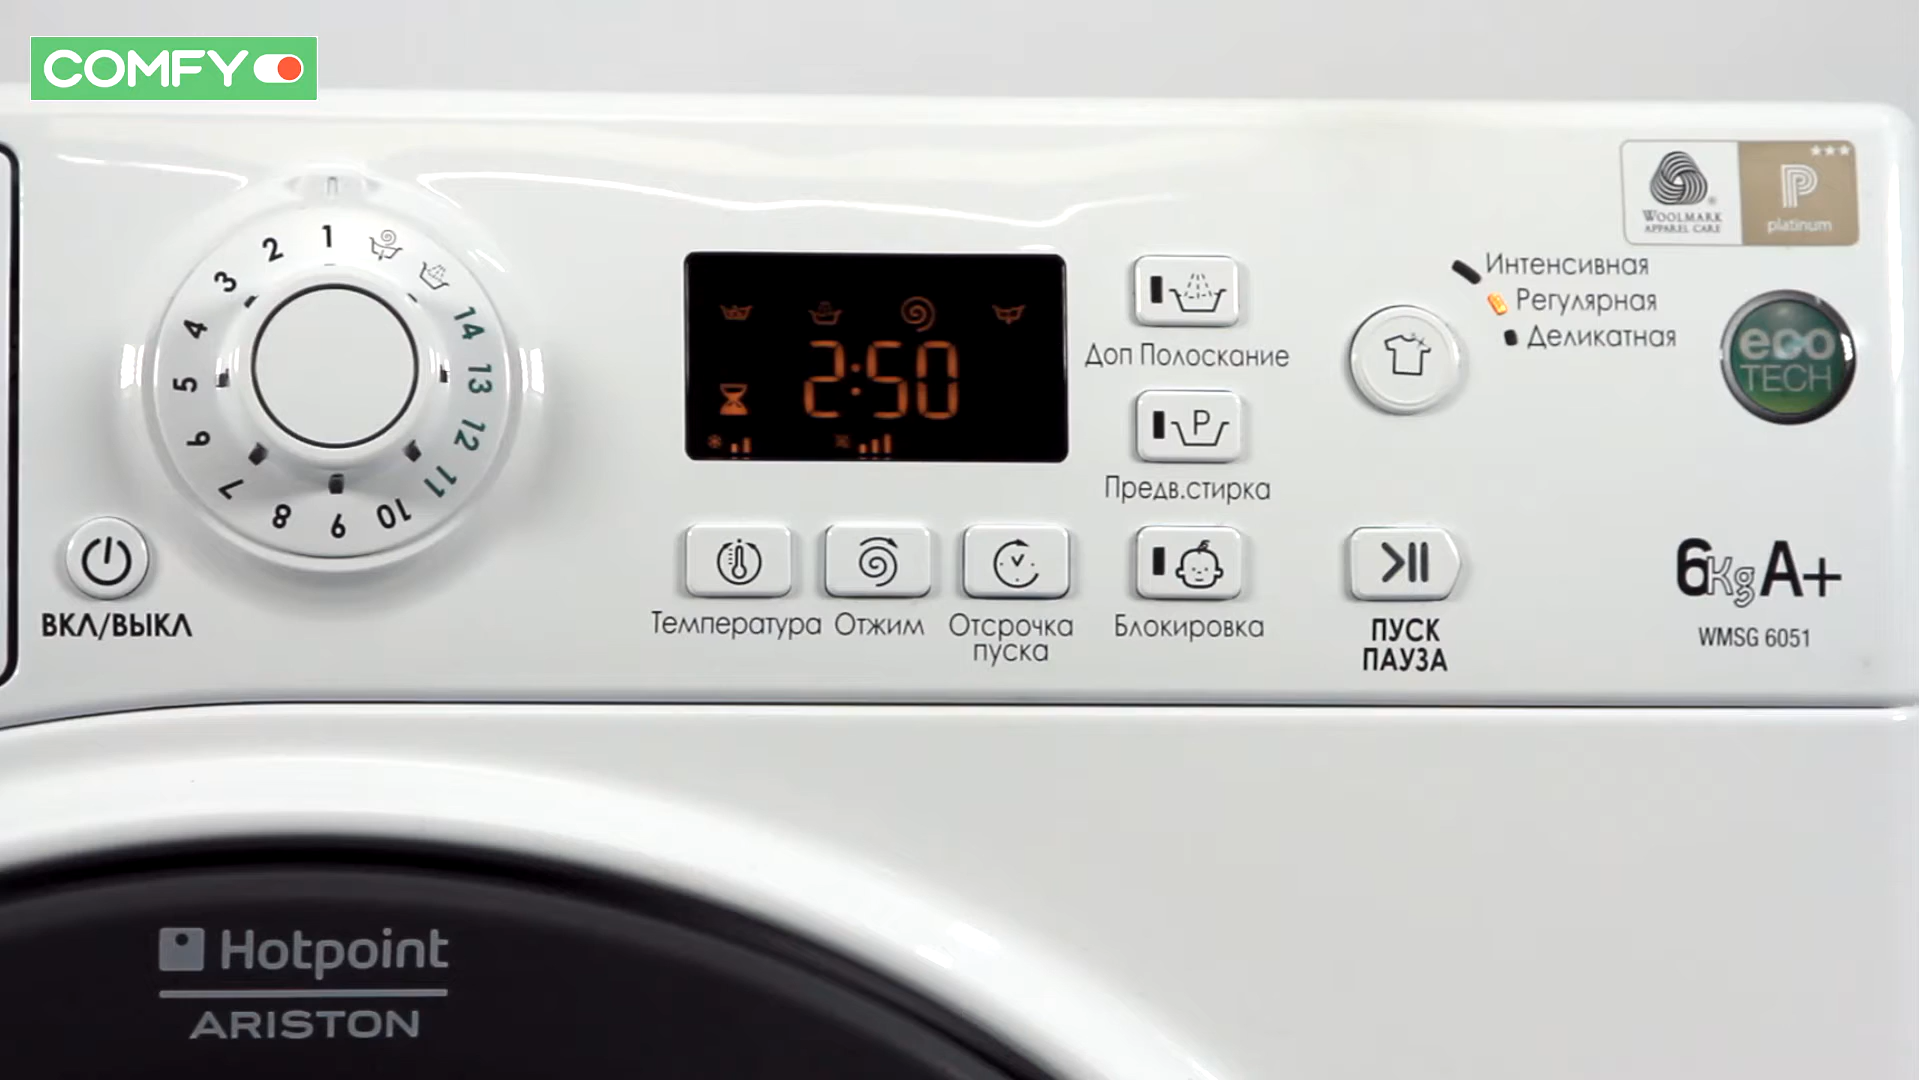 COMFY
WOOLMARK
APPAREL CARE
P
platinum
1
2
3
4
5
6
7
8
9
10
11
12
13
14
2:50
Доп Полоскание
P
Предв.стирка
Интенсивная
Регулярная
Деликатная
eco
TECH
ВКЛ/ВЫКЛ
Температура
Отжим
Отсрочка
пуска
Блокировка
ПУСК
ПАУЗА
6Kg A+
WMSG 6051
Hotpoint
ARISTON